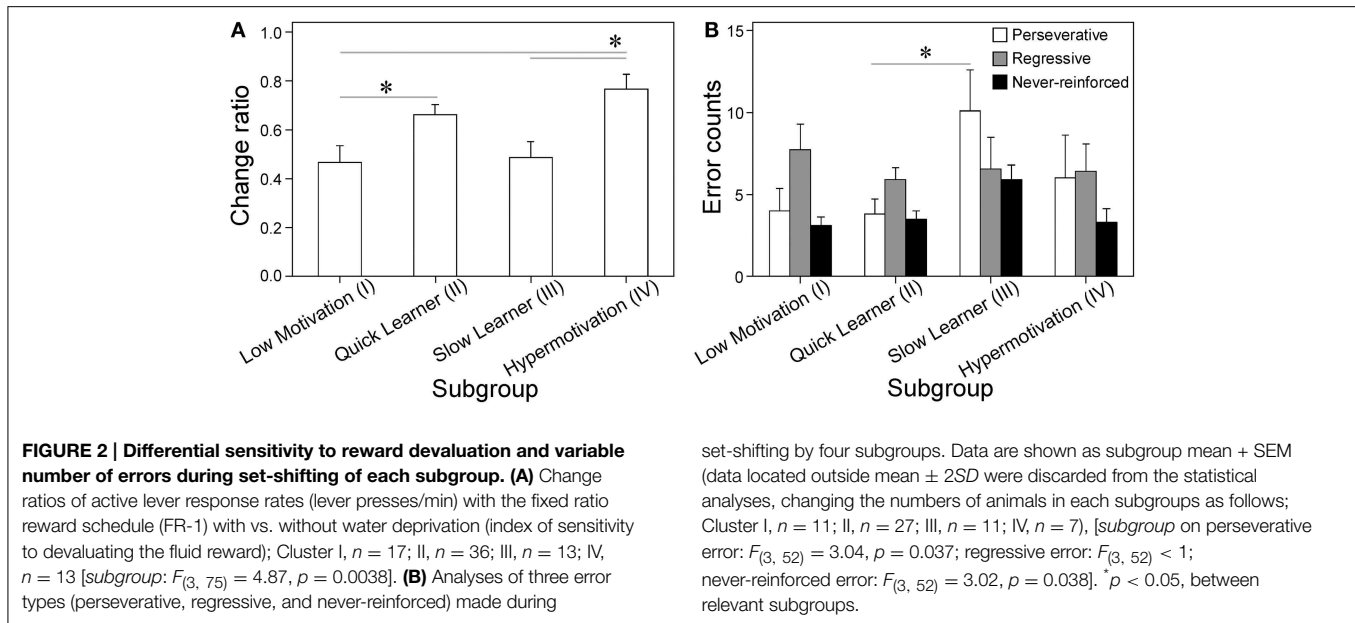 A
1.0
0.8
0.6
0.4
0.2
0.0
Change ratio
*
*
Low Motivation (I)
Quick Learner (II)
Slow Learner (III)
Hypermotivation (IV)
Subgroup
B
15
10
5
0
Error counts
*
Perseverative
Regressive
Never-reinforced
Low Motivation (I)
Quick Learner (II)
Slow Learner (III)
Hypermotivation (IV)
Subgroup
FIGURE 2 | Differential sensitivity to reward devaluation and variable
number of errors during set-shifting of each subgroup. (A) Change
ratios of active lever response rates (lever presses/min) with the fixed ratio
reward schedule (FR-1) with vs. without water deprivation (index of sensitivity
to devaluating the fluid reward); Cluster I, n = 17; II, n = 36; III, n = 13; IV,
n = 13 [subgroup: F(3, 75) = 4.87, p = 0.0038]. (B) Analyses of three error
types (perseverative, regressive, and never-reinforced) made during
set-shifting by four subgroups. Data are shown as subgroup mean + SEM
(data located outside mean ± 2SD were discarded from the statistical
analyses, changing the numbers of animals in each subgroups as follows;
Cluster I, n = 11; II, n = 27; III, n = 11; IV, n = 7), [subgroup on perseverative
error: F(3, 52) = 3.04, p = 0.037; regressive error: F(3, 52) < 1;
never-reinforced error: F(3, 52) = 3.02, p = 0.038]. *p < 0.05, between
relevant subgroups.